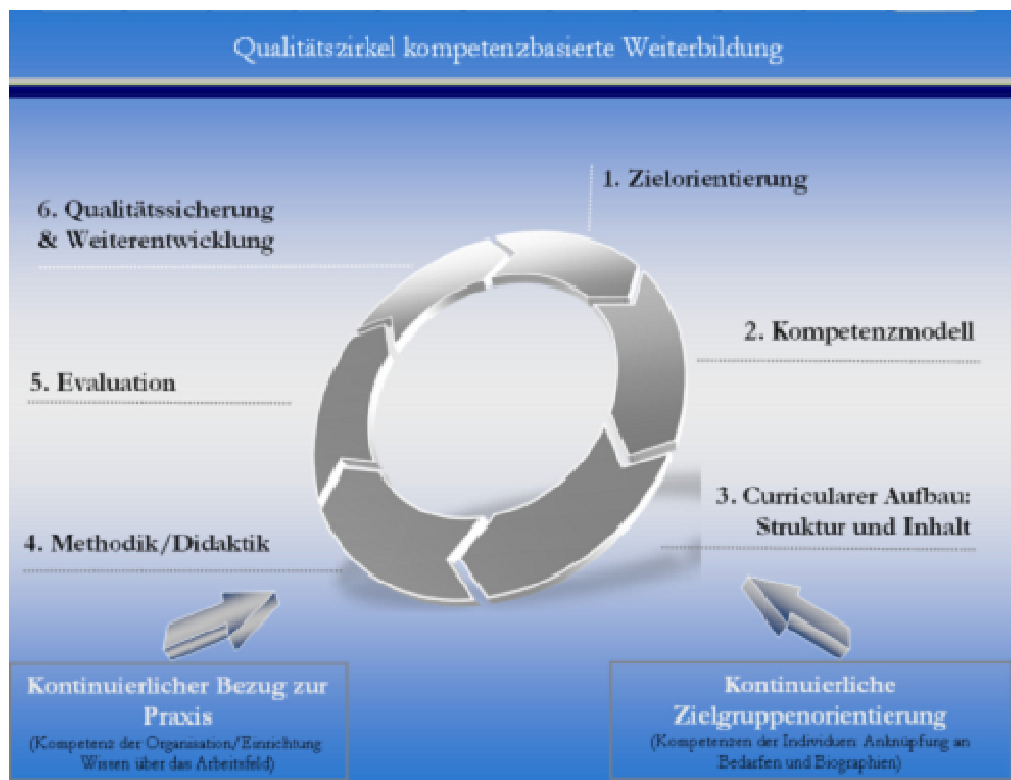 Qualitätszirkel kompetenzbasierte Weiterbildung
1. Zielorientierung
6. Qualitätssicherung
& Weiterentwicklung
2. Kompetenzmodell
5. Evaluation
3. Curricularer Aufbau:
Struktur und Inhalt
4. Methodik/Didaktik
Kontinuierlicher Bezug zur
Praxis
(Kompetenz der Organisation/Einrichtung
Wissen über das Arbeitsfeld)
Kontinuierliche
Zielgruppenorientierung
(Kompetenzen der Individuen: Anknüpfung an
Bedarfen und Biographien)